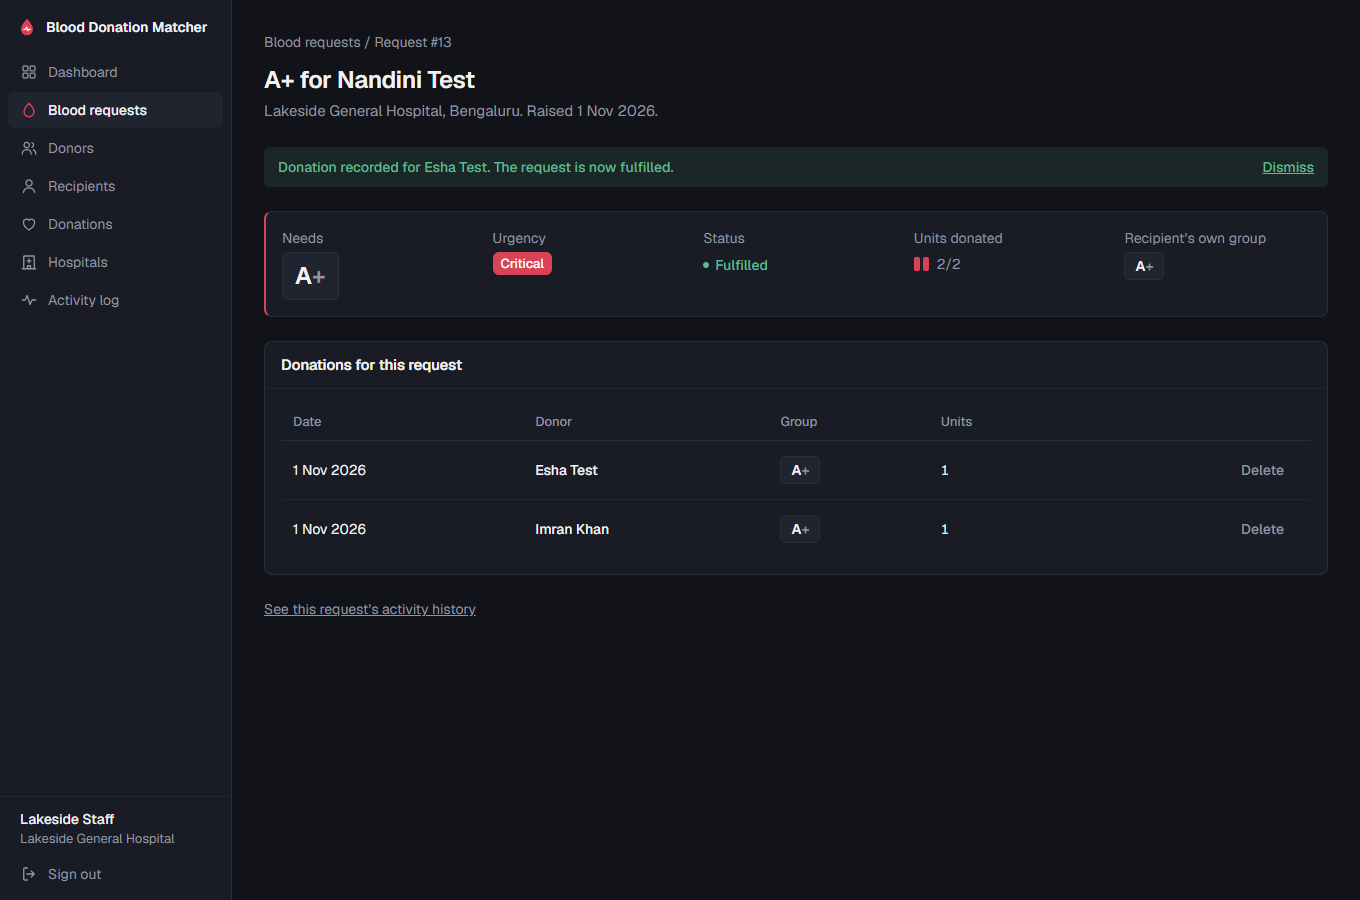 Blood Donation Matcher
Dashboard
Blood requests
Donors
Recipients
Donations
Hospitals
Activity log
Lakeside Staff
Lakeside General Hospital
Sign out
Blood requests / Request #13
A+ for Nandini Test
Lakeside General Hospital, Bengaluru. Raised 1 Nov 2026.
Donation recorded for Esha Test. The request is now fulfilled. Dismiss
Needs Urgency Status Units donated Recipient's own group
A+ Critical Fulfilled 2/2 A+
Donations for this request
Date Donor Group Units
1 Nov 2026 Esha Test A+ 1 Delete
1 Nov 2026 Imran Khan A+ 1 Delete
See this request's activity history